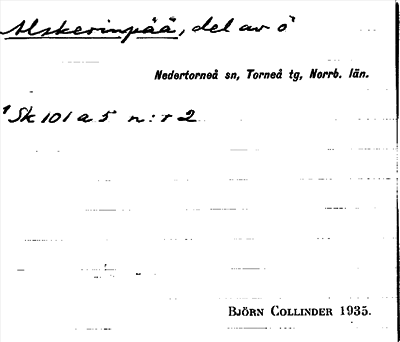 Alskerinpää, del av ö
Nedertorneå sn, Torneå tg, Norrb. län.
Sk 101 a 5 n:r 2
BJÖRN COLLINDER 1935.